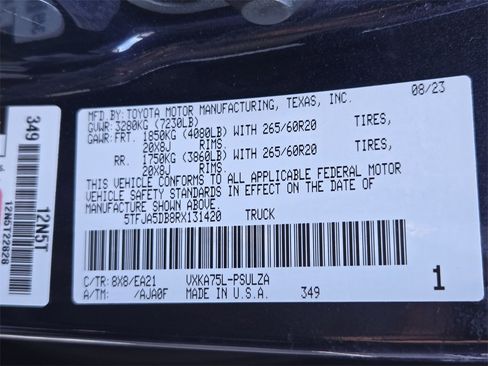 08/23
MFD.BY:TOYOTA MOTOR MANUFACTURING, TEXAS, INC.
GVWR: 3280KG (7230LB)
GAWR: FRT. 1850KG (4080LB) WITH 265/60R20 TIRES,
20X8J RIMS.
RR. 1750KG (3860LB) WITH 265/60R20 TIRES,
20X8J RIMS.
THIS VEHICLE CONFORMS TO ALL APPLICABLE FEDERAL MOTOR
VEHICLE SAFETY STANDARDS IN EFFECT ON THE DATE OF
MANUFACTURE SHOWN ABOVE.
5TFJA5DB8RX131420 TRUCK
C/TR: 8X8/EA21 VXKA75L-PSULZA
A/TM: /AJA0F MADE IN U.S.A. 349
1
349
12N5T
12N5T22828